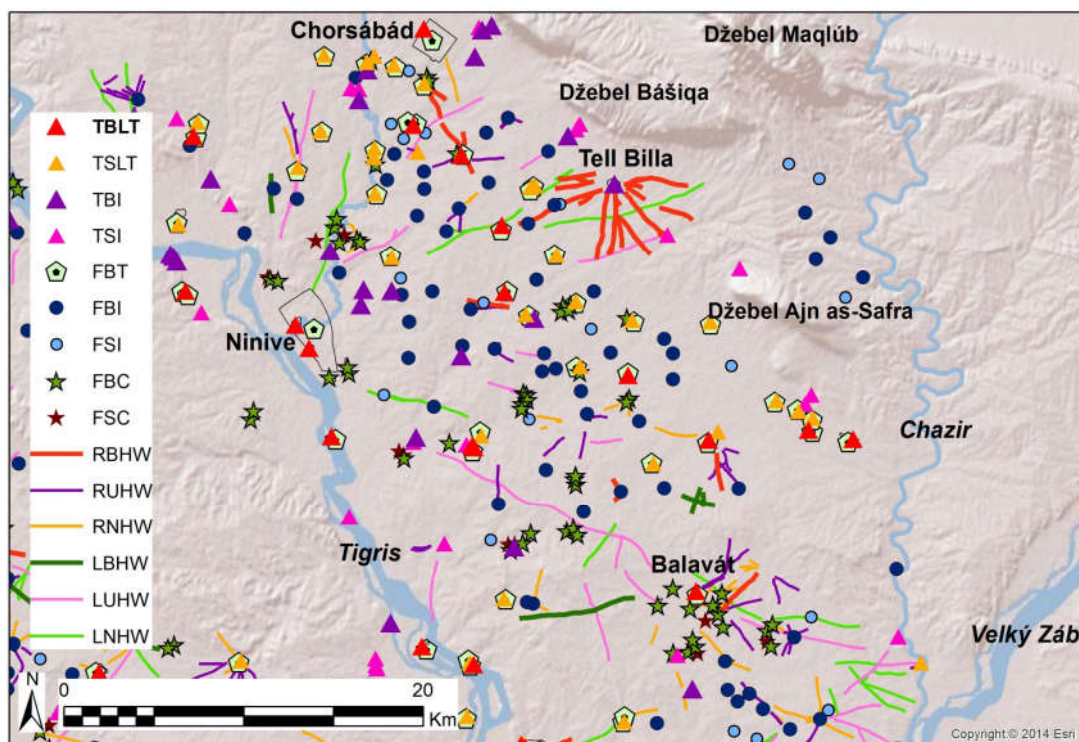 Chorsábád
Džebel Maqlúb
Džebel Bášiqa
Tell Billa
TBLT
TSLT
TBI
TSI
FBT
FBI
FSI
FBC
FSC
RBHW
RUHW
RNHW
LBHW
LUHW
LNHW
Džebel Ajn as-Safra
Ninive
Chazir
Tigris
Balavát
Velký Záb
N
0
20
Km
Copyright:© 2014 Esri